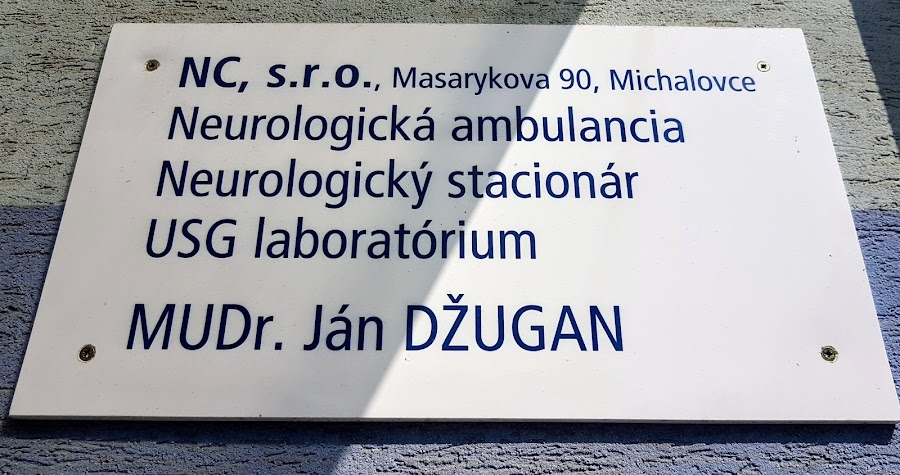 NC, s.r.o., Masarykova 90, Michalovce
Neurologická ambulancia
Neurologický stacionár
USG laboratórium
MUDr. Ján DŽUGAN